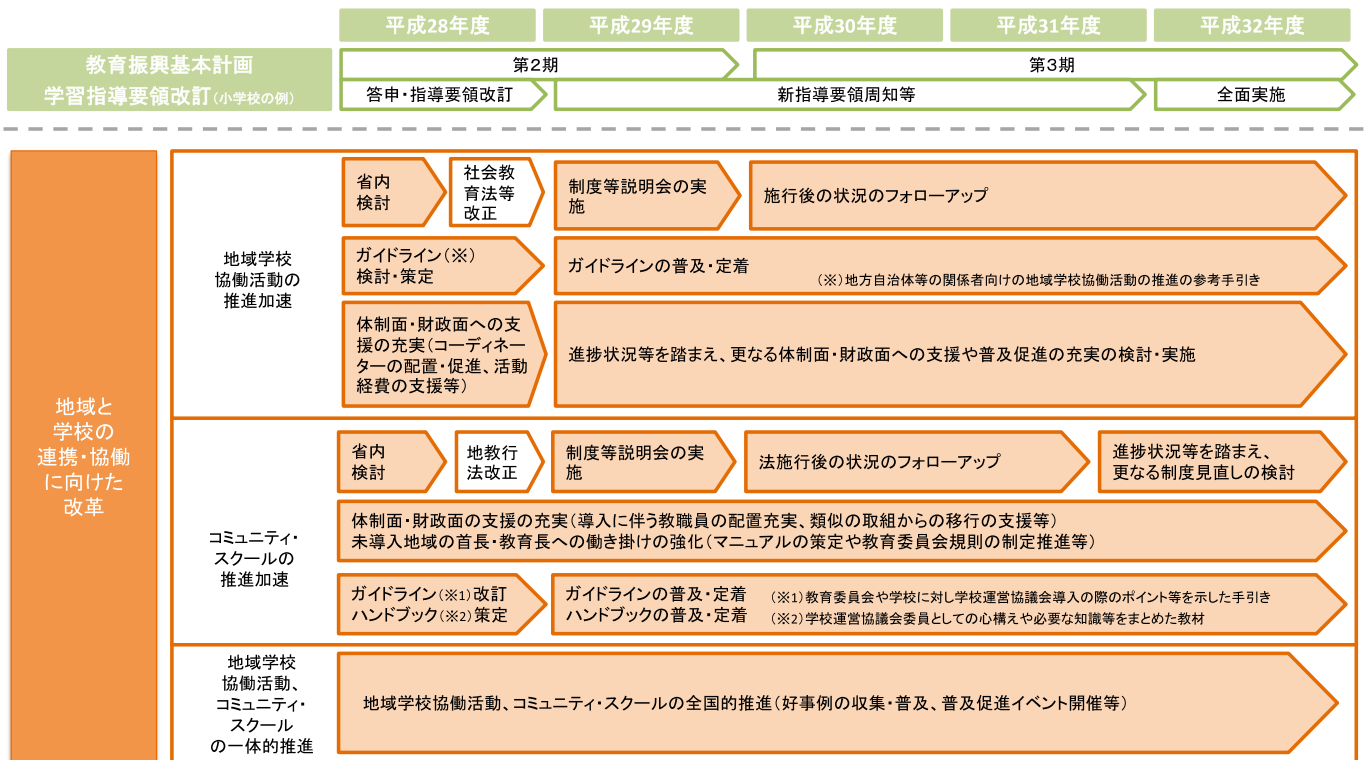 平成28年度
平成29年度
平成30年度
平成31年度
平成32年度
教育振興基本計画
第2期
第3期
学習指導要領改訂(小学校の例)
答申・指導要領改訂
新指導要領周知等
全面実施
地域と
学校の
連携・協働
に向けた
改革
地域学校
協働活動の
推進加速
省内
検討
社会教
育法等
改正
制度等説明会の実
施
施行後の状況のフォローアップ
ガイドライン(※)
検討・策定
ガイドラインの普及・定着
(※)地方自治体等の関係者向けの地域学校協働活動の推進の参考手引き
体制面・財政面への支
援の充実(コーディネー
ターの配置・促進、活動
経費の支援等)
進捗状況等を踏まえ、更なる体制面・財政面への支援や普及促進の充実の検討・実施
コミュニティ・
スクールの
推進加速
省内
検討
地教行
法改正
制度等説明会の実
施
法施行後の状況のフォローアップ
進捗状況等を踏まえ、
更なる制度見直しの検討
体制面・財政面の支援の充実(導入に伴う教職員の配置充実、類似の取組からの移行の支援等)
未導入地域の首長・教育長への働き掛けの強化(マニュアルの策定や教育委員会規則の制定推進等)
ガイドライン(※1)改訂
ハンドブック(※2)策定
ガイドラインの普及・定着
(※1)教育委員会や学校に対し学校運営協議会導入の際のポイント等を示した手引き
ハンドブックの普及・定着
(※2)学校運営協議会委員としての心構えや必要な知識等をまとめた教材
地域学校
協働活動、
コミュニティ・
スクール
の一体的推進
地域学校協働活動、コミュニティ・スクールの全国的推進(好事例の収集・普及、普及促進イベント開催等)